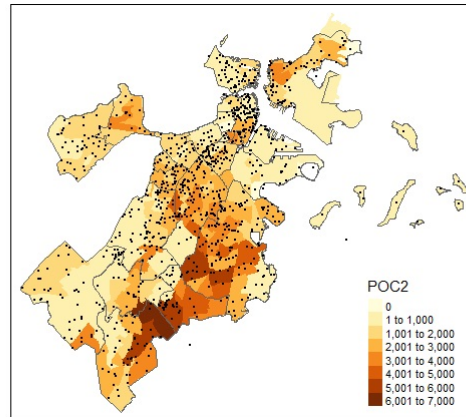 POC2
0
1 to 1,000
1,001 to 2,000
2,001 to 3,000
3,001 to 4,000
4,001 to 5,000
5,001 to 6,000
6,001 to 7,000